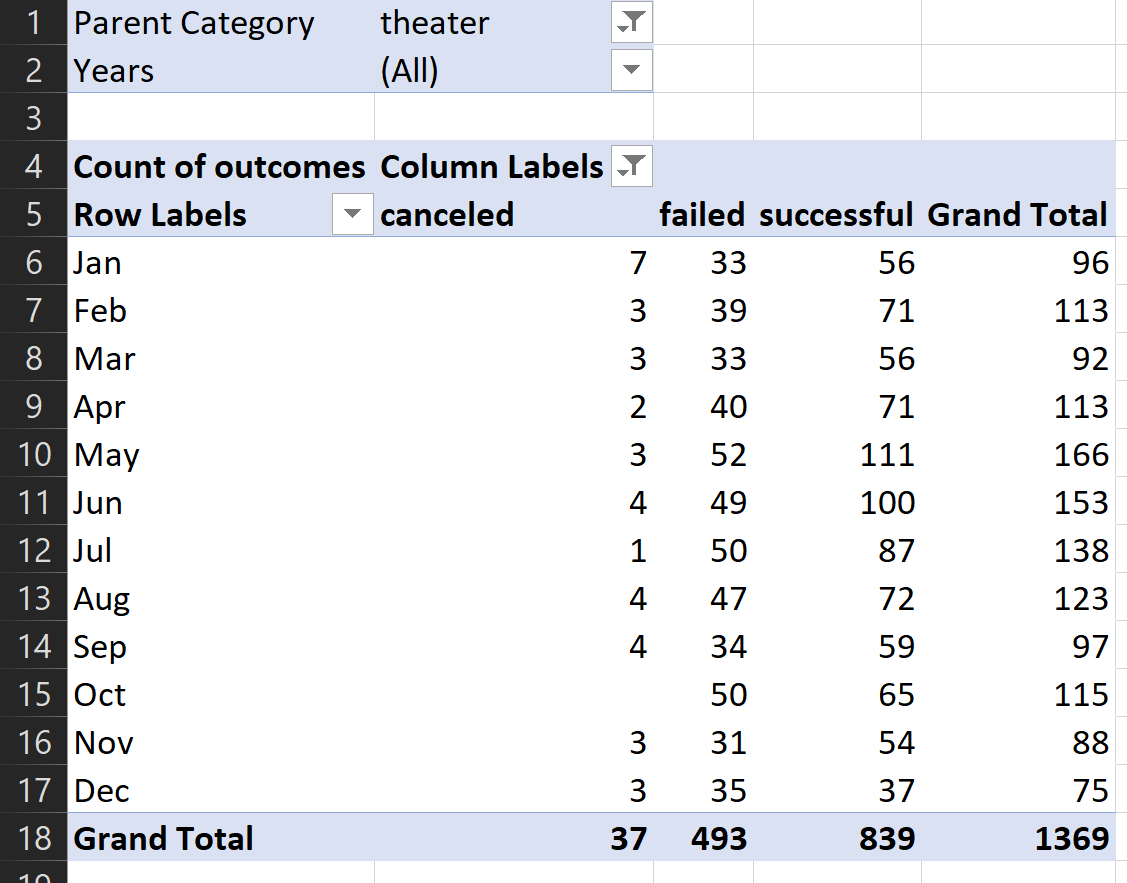 1 Parent Category theater
2 Years (All)
3
4 Count of outcomes Column Labels
5 Row Labels canceled failed successful Grand Total
6 Jan 7 33 56 96
7 Feb 3 39 71 113
8 Mar 3 33 56 92
9 Apr 2 40 71 113
10 May 3 52 111 166
11 Jun 4 49 100 153
12 Jul 1 50 87 138
13 Aug 4 47 72 123
14 Sep 4 34 59 97
15 Oct 50 65 115
16 Nov 3 31 54 88
17 Dec 3 35 37 75
18 Grand Total 37 493 839 1369
19